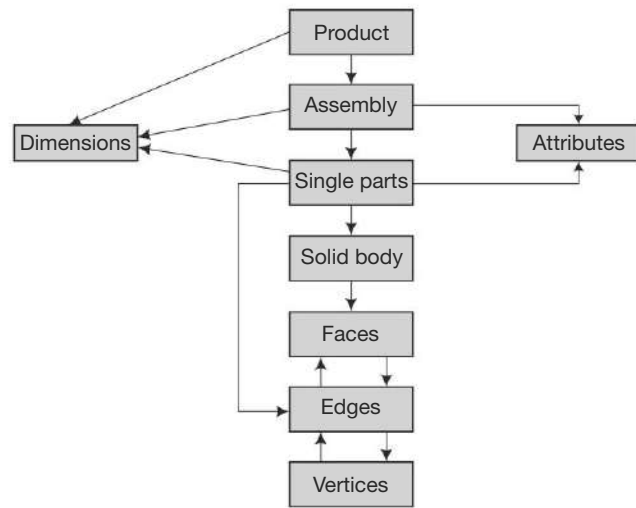 Product
Assembly
Dimensions
Attributes
Single parts
Solid body
Faces
Edges
Vertices